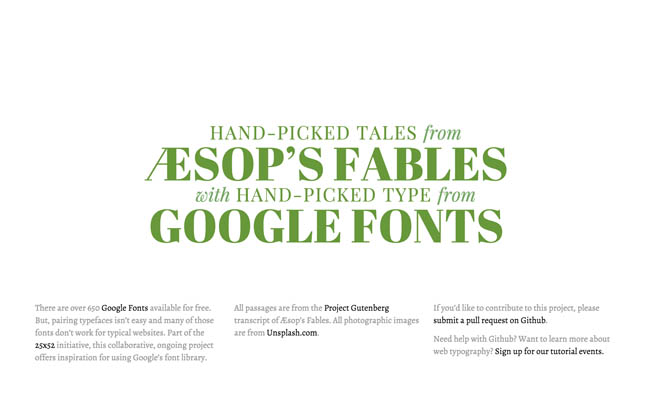 HAND-PICKED TALES from
ÆSOP’S FABLES
with HAND-PICKED TYPE from
GOOGLE FONTS
There are over 650 Google Fonts available for free.
But, pairing typefaces isn’t easy and many of those
fonts don’t work for typical websites. Part of the
25x52 initiative, this collaborative, ongoing project
offers inspiration for using Google’s font library.
All passages are from the Project Gutenberg
transcript of Æsop’s Fables. All photographic images
are from Unsplash.com.
If you’d like to contribute to this project, please
submit a pull request on Github.
Need help with Github? Want to learn more about
web typography? Sign up for our tutorial events.